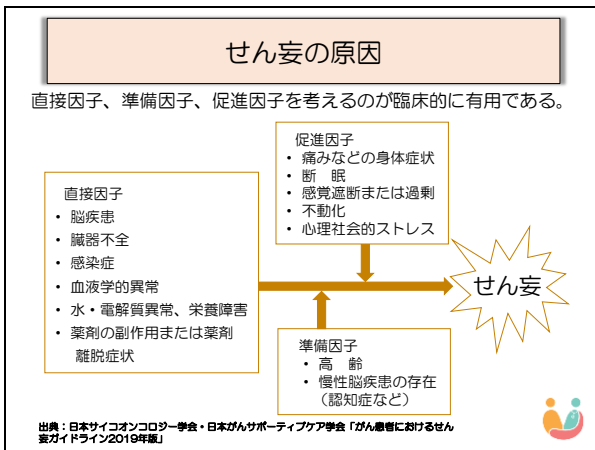 せん妄の原因
直接因子、準備因子、促進因子を考えるのが臨床的に有用である。
直接因子
• 脳疾患
• 臓器不全
• 感染症
• 血液学的異常
• 水・電解質異常、栄養障害
• 薬剤の副作用または薬剤
離脱症状
促進因子
• 痛みなどの身体症状
• 断　眠
• 感覚遮断または過剰
• 不動化
• 心理社会的ストレス
準備因子
• 高　齢
• 慢性脳疾患の存在
（認知症など）
せん妄
出典：日本サイコオンコロジー学会・日本がんサポーティブケア学会「がん患者におけるせん
妄ガイドライン2019年版」